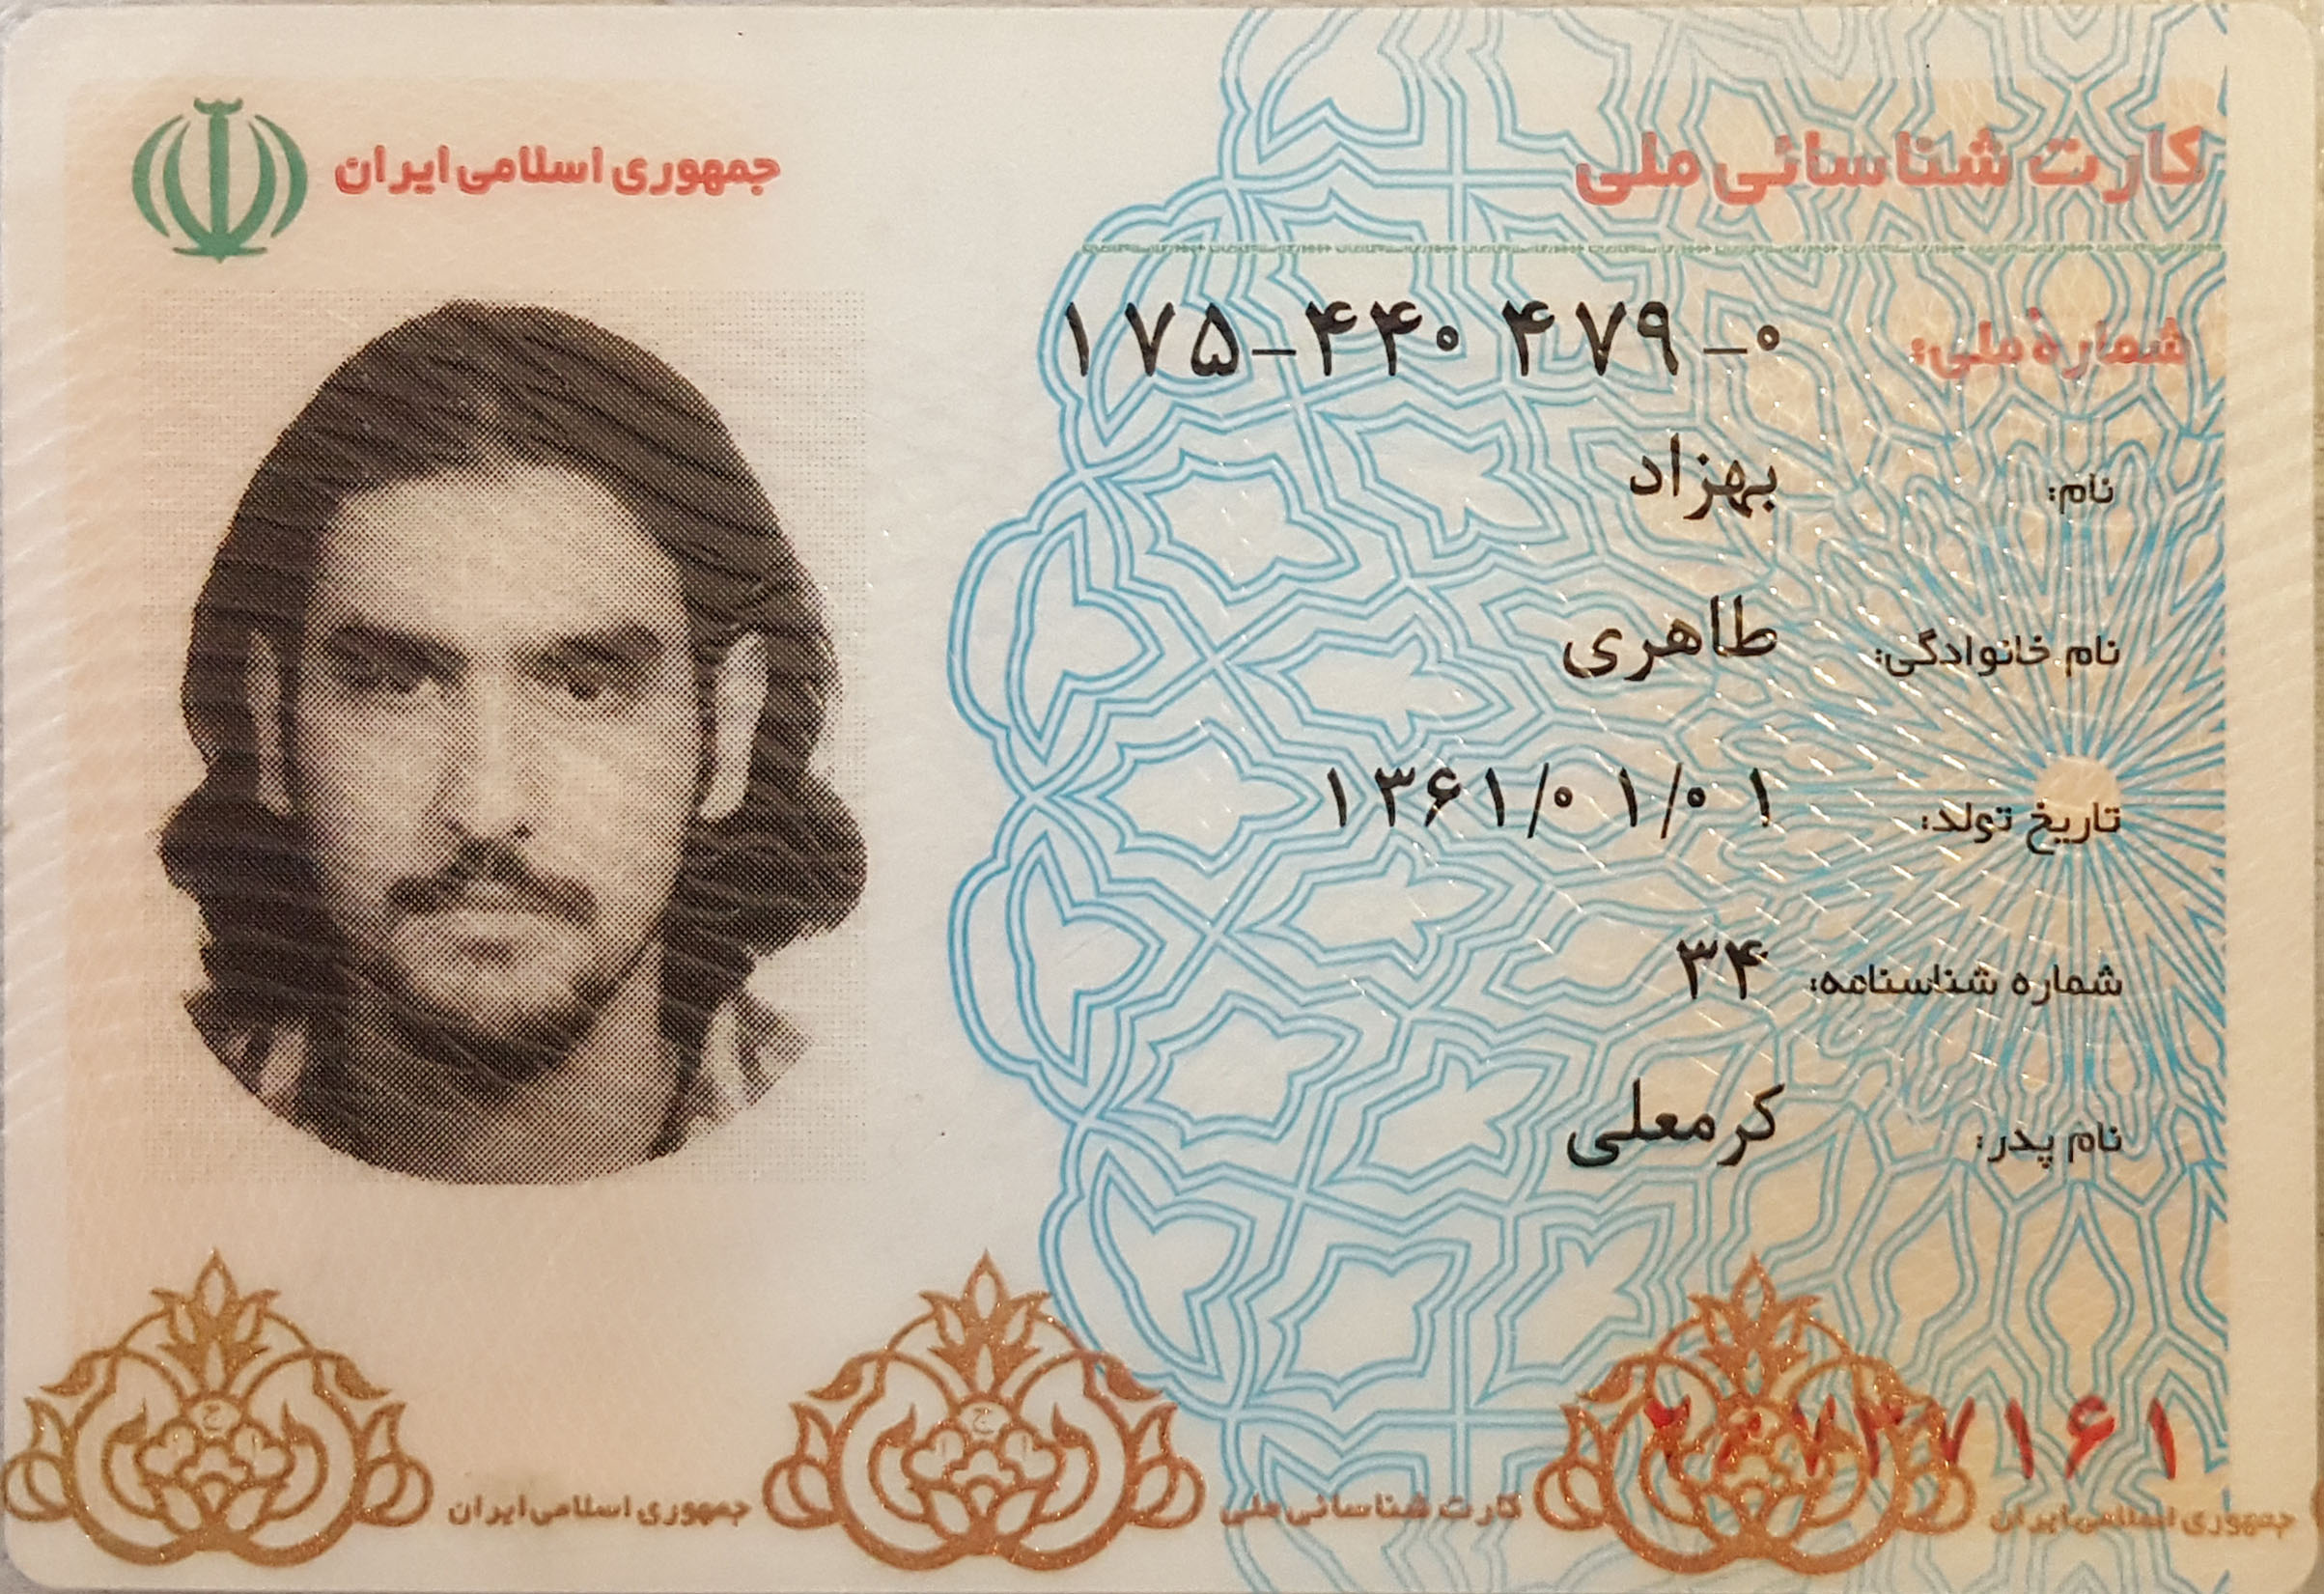 جمهوری اسلامی ایران
کارت شناسائی ملی
شماره ملی: ۱۷۵-۴۴۰۴۷۹-۰
نام: بهزاد
نام خانوادگی: طاهری
تاریخ تولد: ۱۳۶۱/۰۱/۰۱
شماره شناسنامه: ۳۴
نام پدر: کرمعلی
جمهوری اسلامی ایران
کارت شناسائی ملی
جمهوری اسلامی ایران